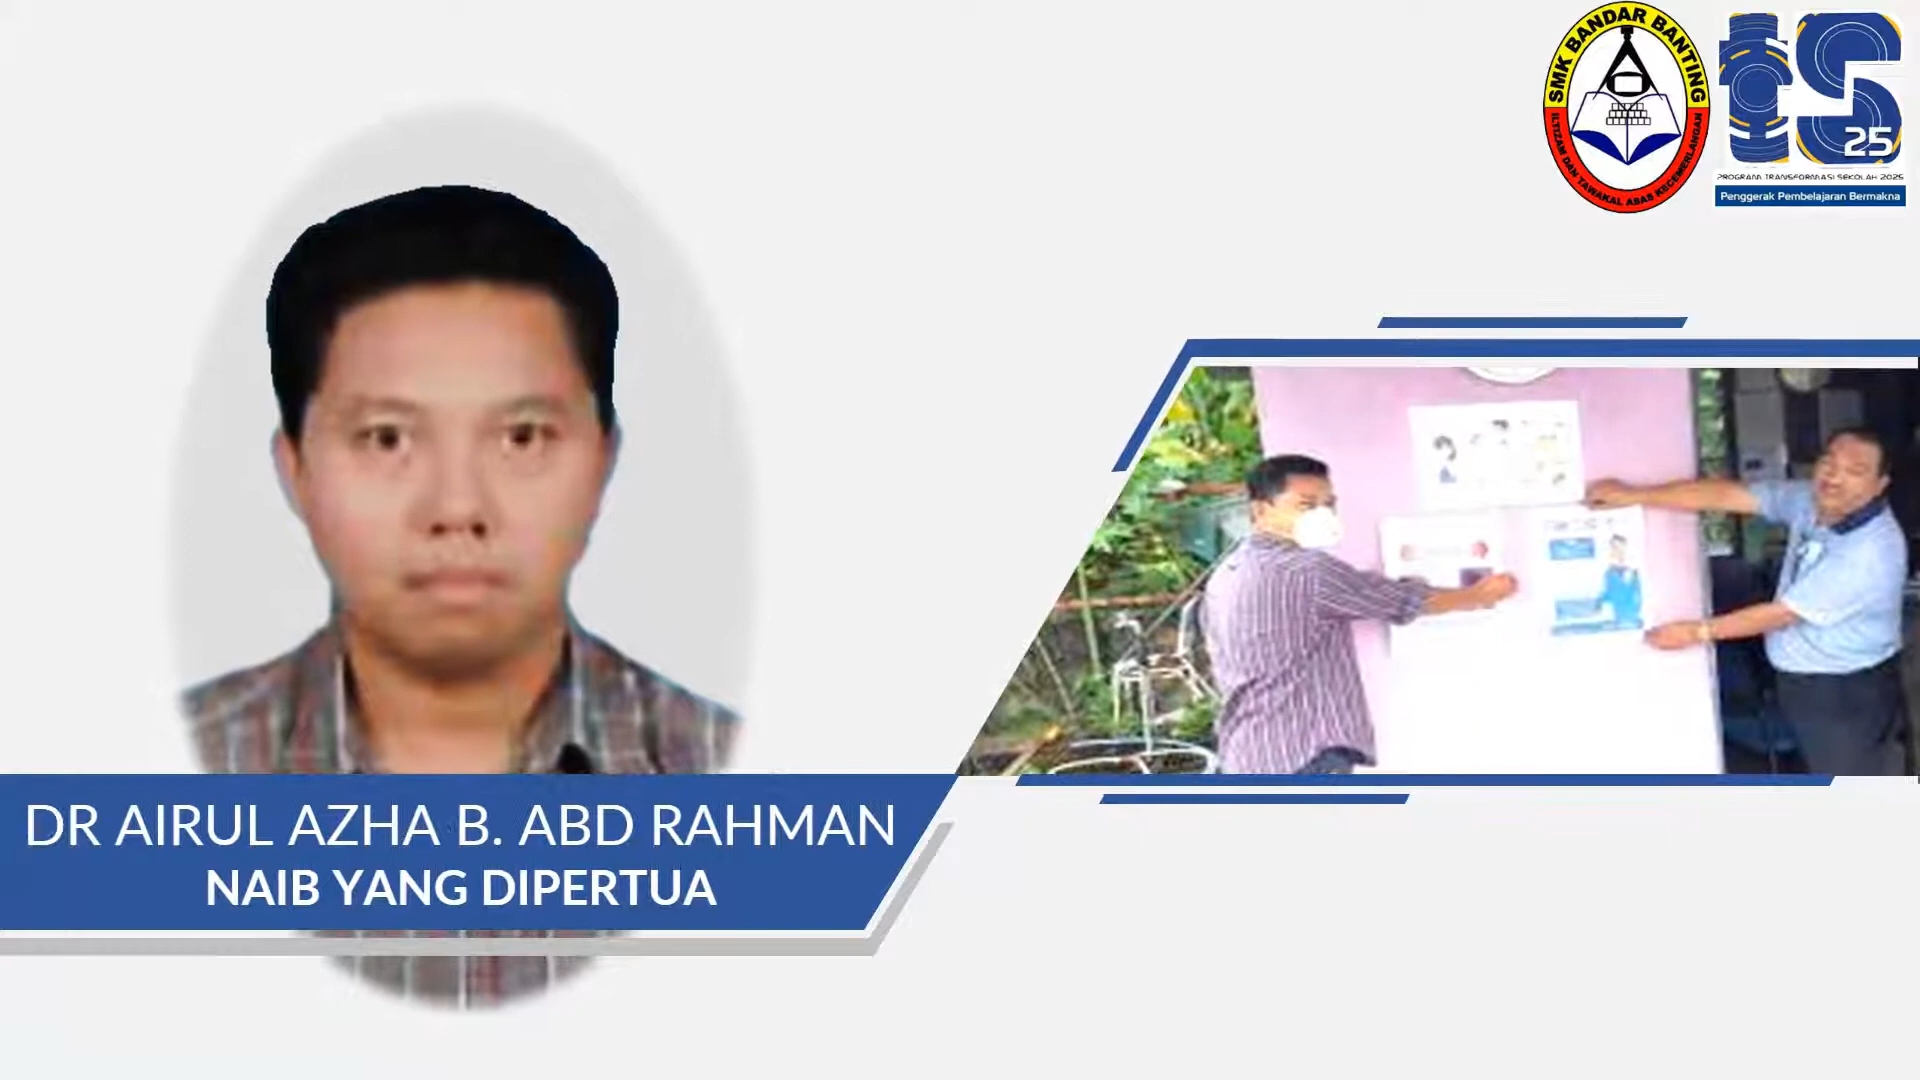 SMK BANDAR BANTING
ILTIZAM DAN TAWAKAL ASAS KECEMERLANGAN
tS
25
PROGRAM TRANSFORMASI SEKOLAH 2025
Penggerak Pembelajaran Bermakna
DR AIRUL AZHA B. ABD RAHMAN
NAIB YANG DIPERTUA